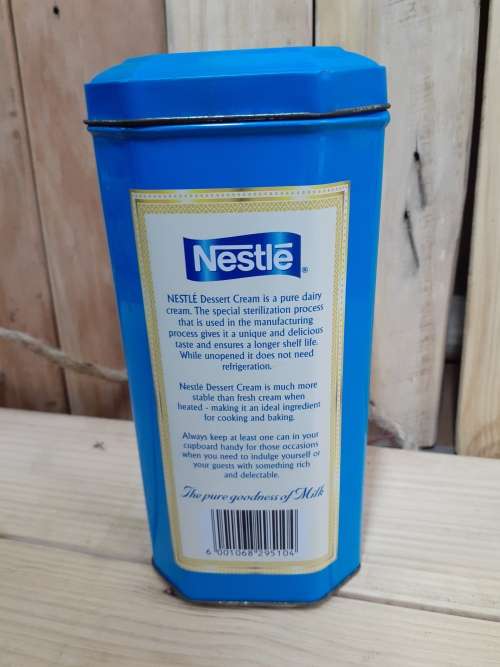 Nestlé ®
NESTLÉ Dessert Cream is a pure dairy
cream. The special sterilization process
that is used in the manufacturing
process gives it a unique and delicious
taste and ensures a longer shelf life.
While unopened it does not need
refrigeration.
Nestlé Dessert Cream is much more
stable than fresh cream when
heated - making it an ideal ingredient
for cooking and baking.
Always keep at least one can in your
cupboard handy for those occasions
when you need to indulge yourself or
your guests with something rich
and delectable.
The pure goodness of Milk
6 001068 295104